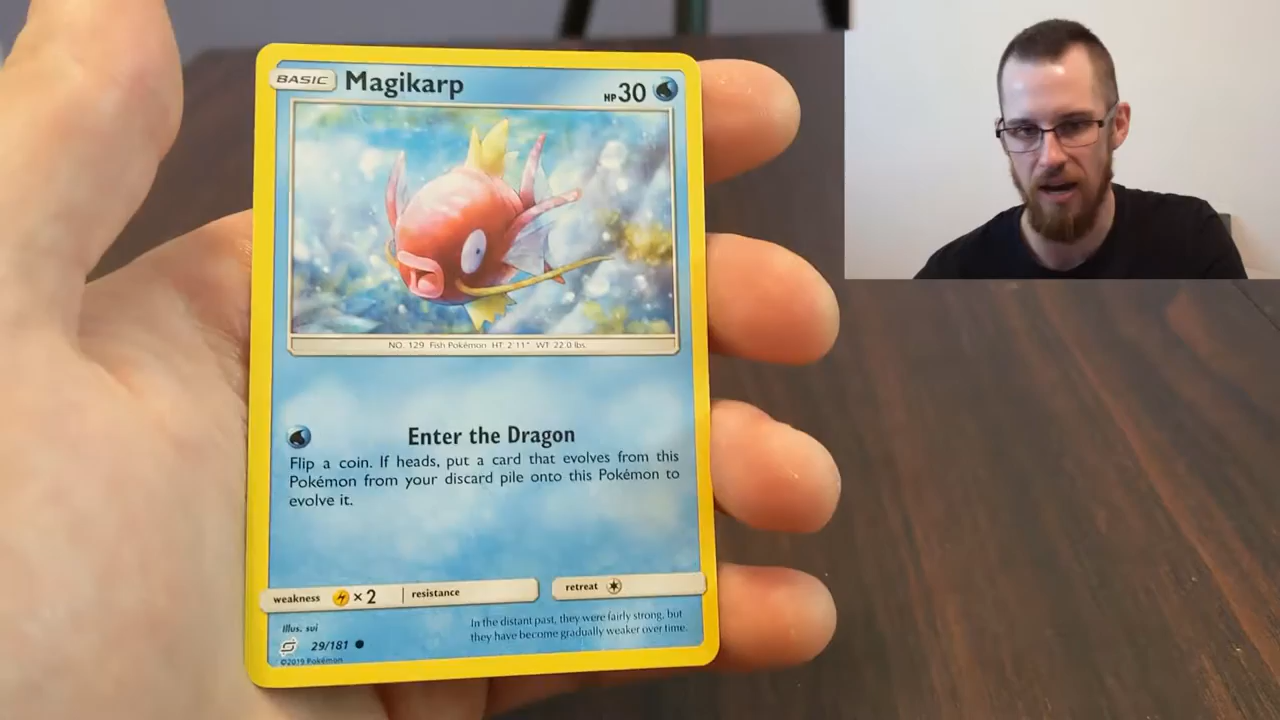 BASIC Magikarp HP30
NO. 129 Fish Pokémon HT: 2'11" WT: 22.0 lbs.
Enter the Dragon
Flip a coin. If heads, put a card that evolves from this
Pokémon from your discard pile onto this Pokémon to
evolve it.
weakness ×2 resistance retreat
In the distant past, they were fairly strong, but
they have become gradually weaker over time.
Illus. sui
29/181
©2019 Pokémon